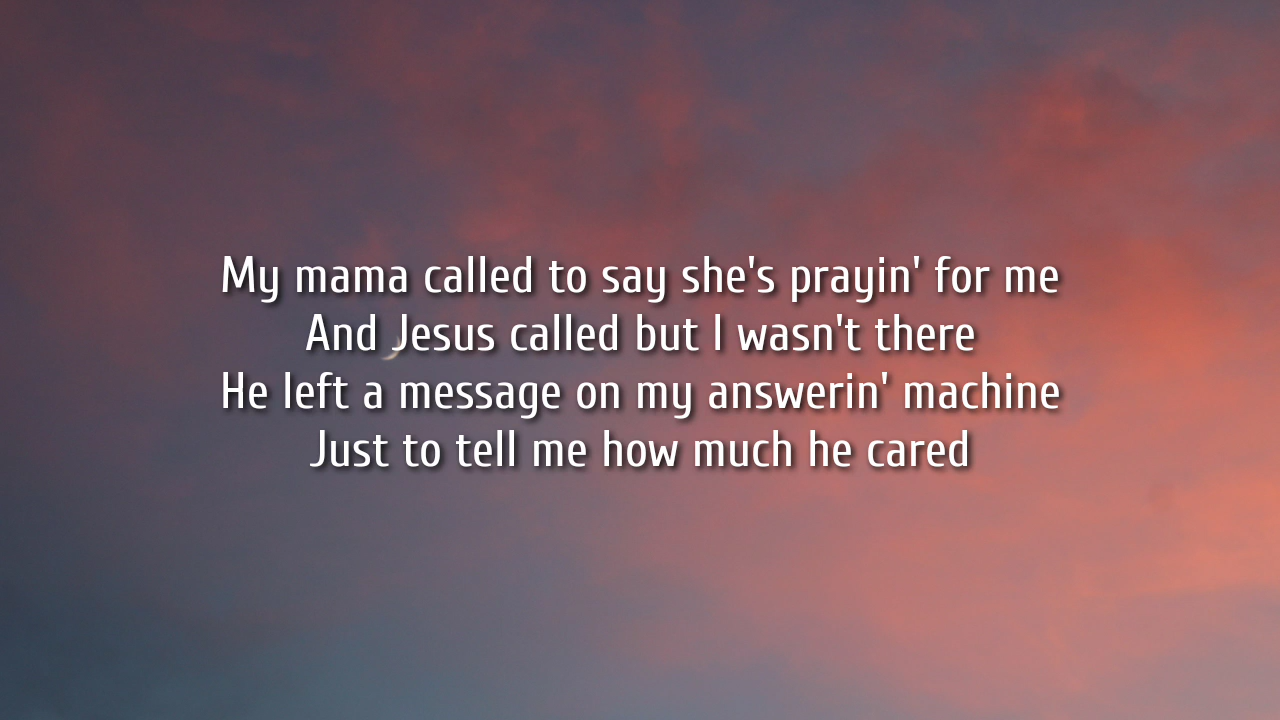 My mama called to say she's prayin' for me
And Jesus called but I wasn't there
He left a message on my answerin' machine
Just to tell me how much he cared